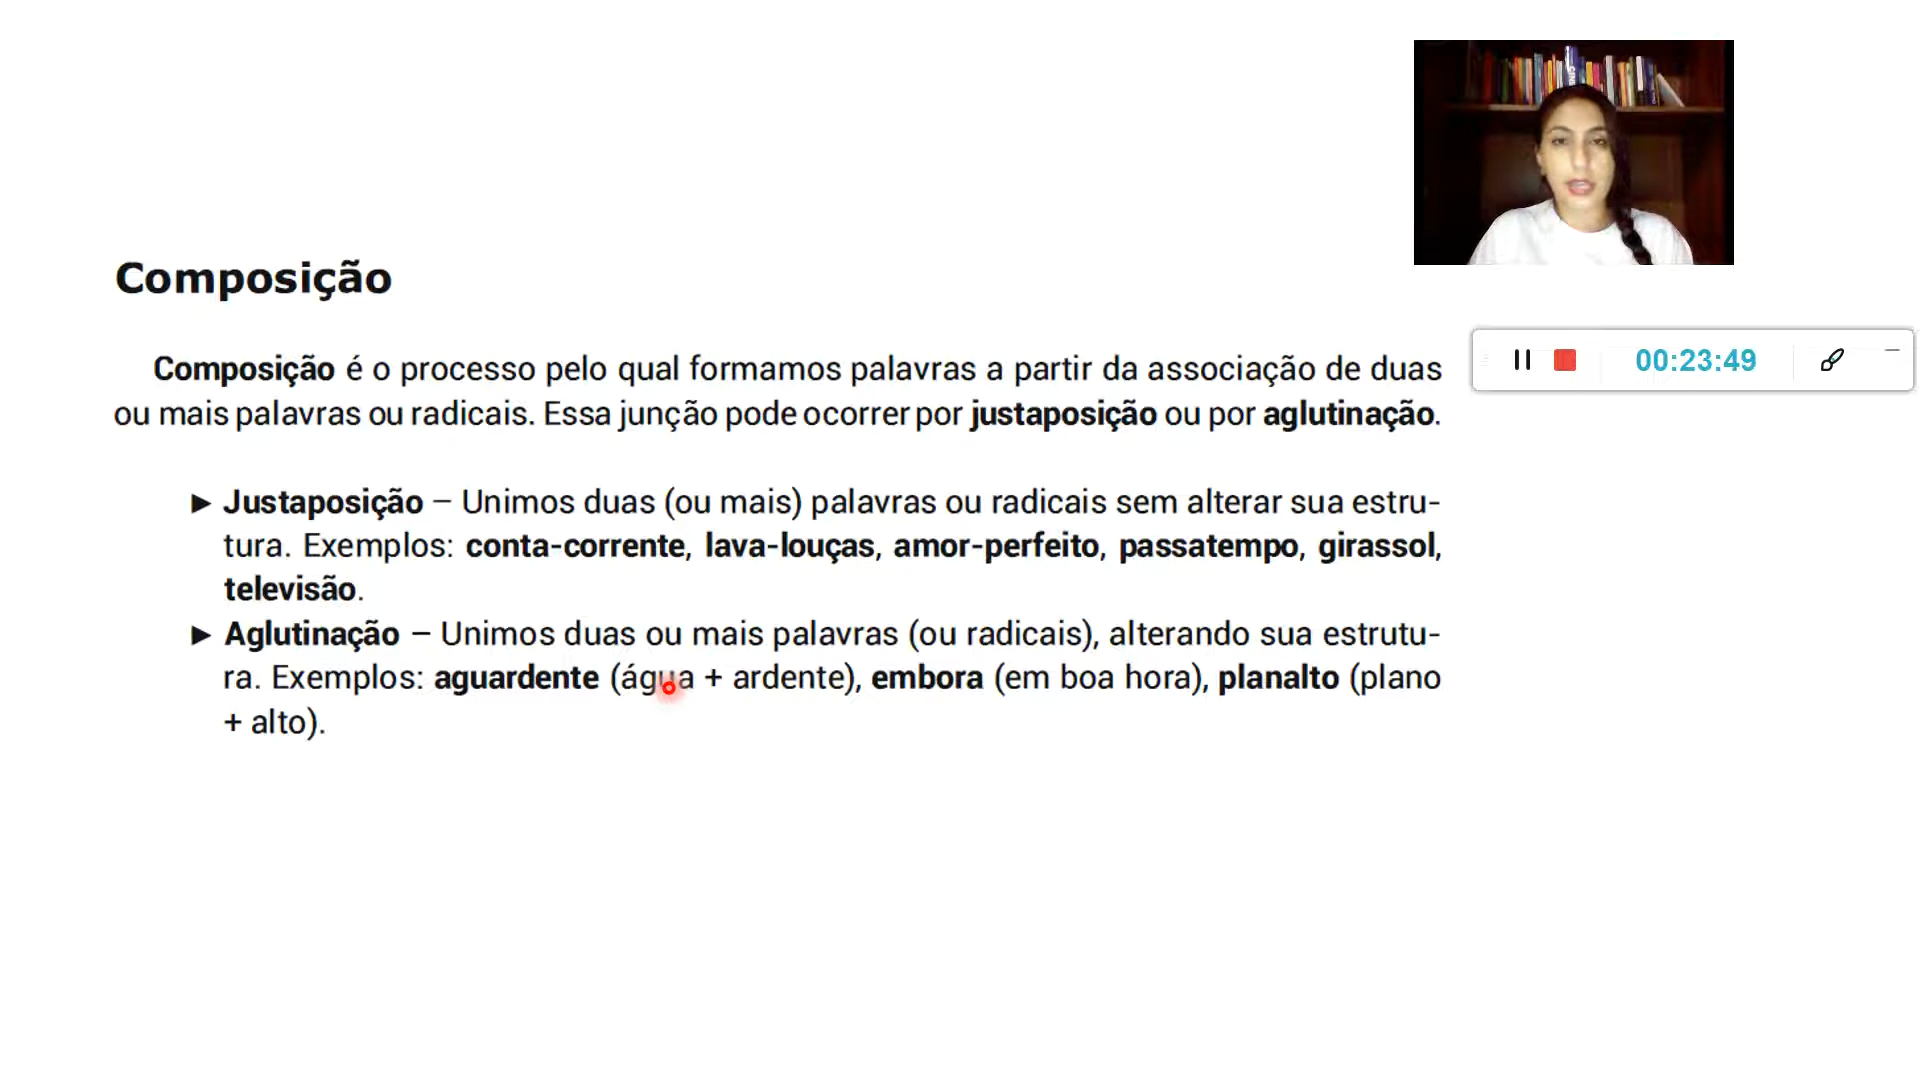 Composição
00:23:49
Composição é o processo pelo qual formamos palavras a partir da associação de duas
ou mais palavras ou radicais. Essa junção pode ocorrer por justaposição ou por aglutinação.
► Justaposição – Unimos duas (ou mais) palavras ou radicais sem alterar sua estru-
tura. Exemplos: conta-corrente, lava-louças, amor-perfeito, passatempo, girassol,
televisão.
► Aglutinação – Unimos duas ou mais palavras (ou radicais), alterando sua estrutu-
ra. Exemplos: aguardente (água + ardente), embora (em boa hora), planalto (plano
+ alto).